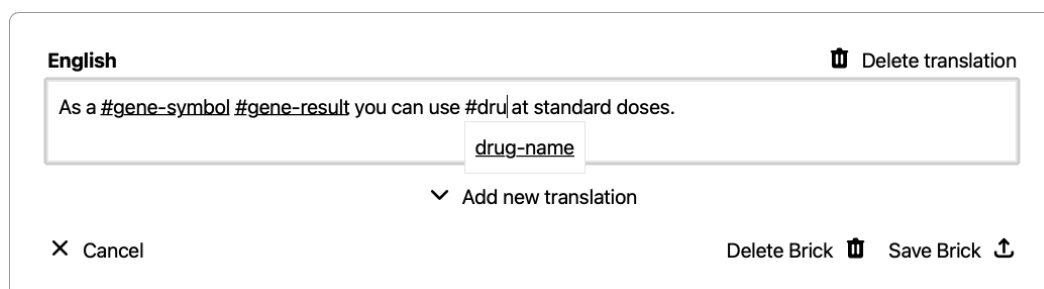 English
Delete translation
As a #gene-symbol #gene-result you can use #dru at standard doses.
drug-name
Add new translation
Cancel
Delete Brick
Save Brick